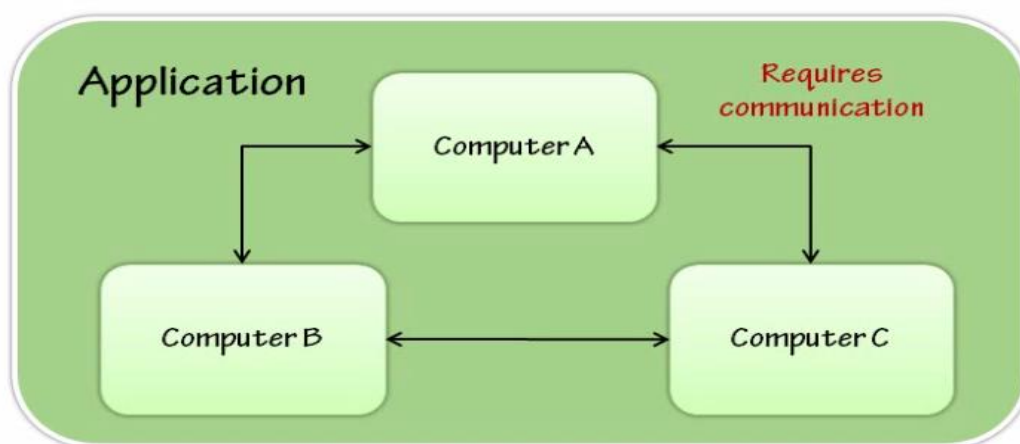 Application
Requires
communication
Computer A
Computer B
Computer C